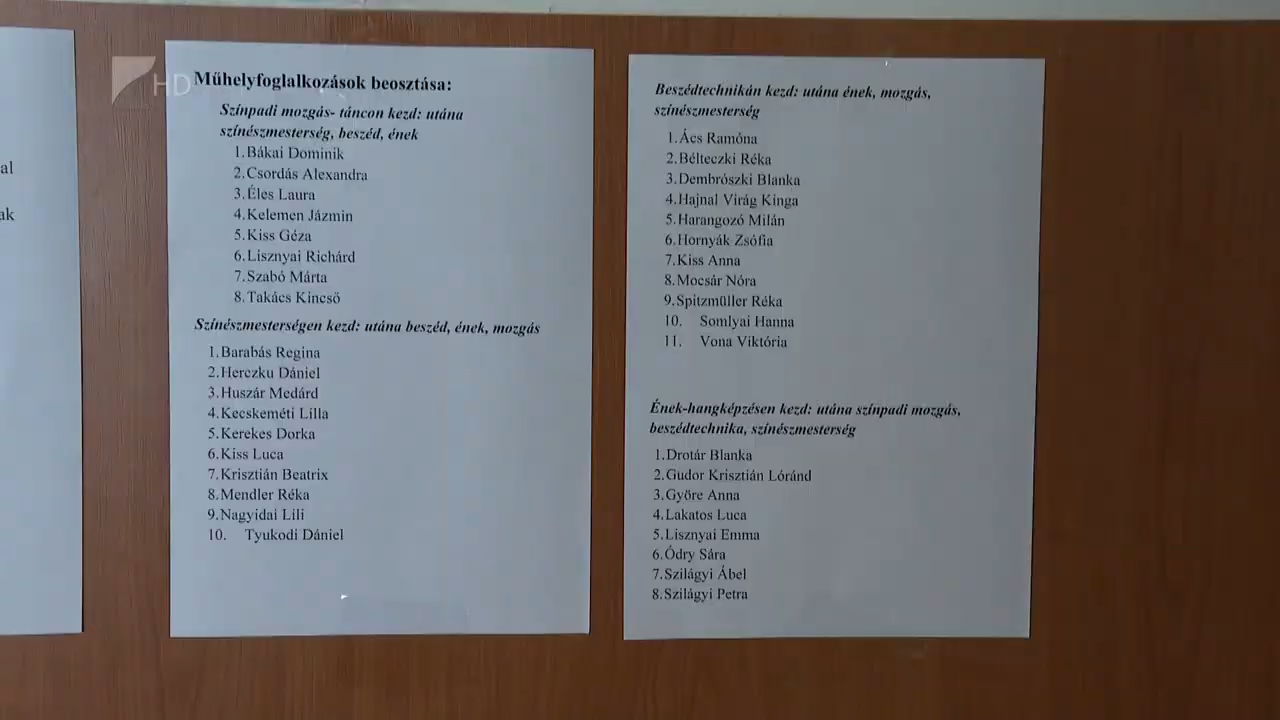 al
ak
HD
Műhelyfoglalkozások beosztása:
Színpadi mozgás- táncon kezd: utána
színészmesterség, beszéd, ének
1.Bákai Dominik
2.Csordás Alexandra
3.Éles Laura
4.Kelemen Jázmin
5.Kiss Géza
6.Lisznyai Richárd
7.Szabó Márta
8.Takács Kincső
Színészmesterségen kezd: utána beszéd, ének, mozgás
1.Barabás Regina
2.Herczku Dániel
3.Huszár Medárd
4.Kecskeméti Lilla
5.Kerekes Dorka
6.Kiss Luca
7.Krisztián Beatrix
8.Mendler Réka
9.Nagyidai Lili
10. Tyukodi Dániel
Beszédtechnikán kezd: utána ének, mozgás,
színészmesterség
1.Ács Ramóna
2.Bélteczki Réka
3.Dembrószki Blanka
4.Hajnal Virág Kinga
5.Harangozó Milán
6.Hornyák Zsófia
7.Kiss Anna
8.Mocsár Nóra
9.Spitzmüller Réka
10. Somlyai Hanna
11. Vona Viktória
Ének-hangképzésen kezd: utána színpadi mozgás,
beszédtechnika, színészmesterség
1.Drotár Blanka
2.Gudor Krisztián Lóránd
3.Györe Anna
4.Lakatos Luca
5.Lisznyai Emma
6.Ódry Sára
7.Szilágyi Ábel
8.Szilágyi Petra